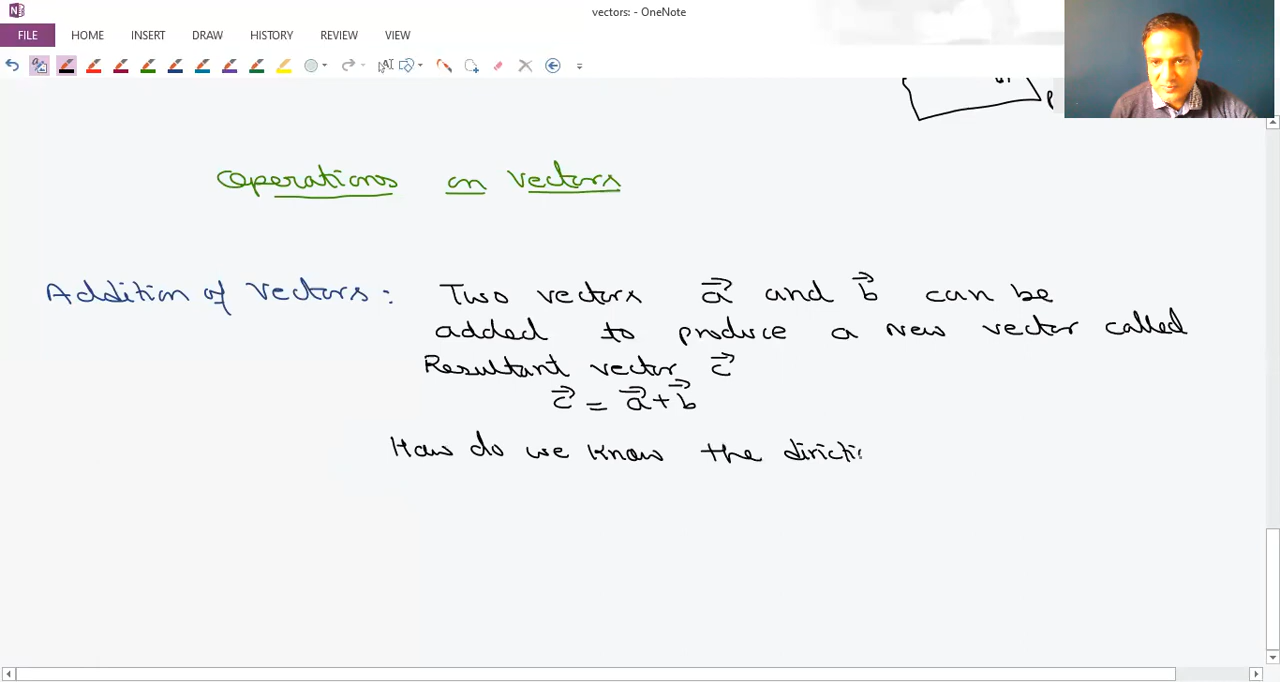 vectors: - OneNote
FILE HOME INSERT DRAW HISTORY REVIEW VIEW
P
Operations on vectors
Addition of vectors: Two vectors a⃗ and b⃗ can be
added to produce a new vector called
Resultant vector c⃗
c⃗ = a⃗ + b⃗
How do we know the diricti